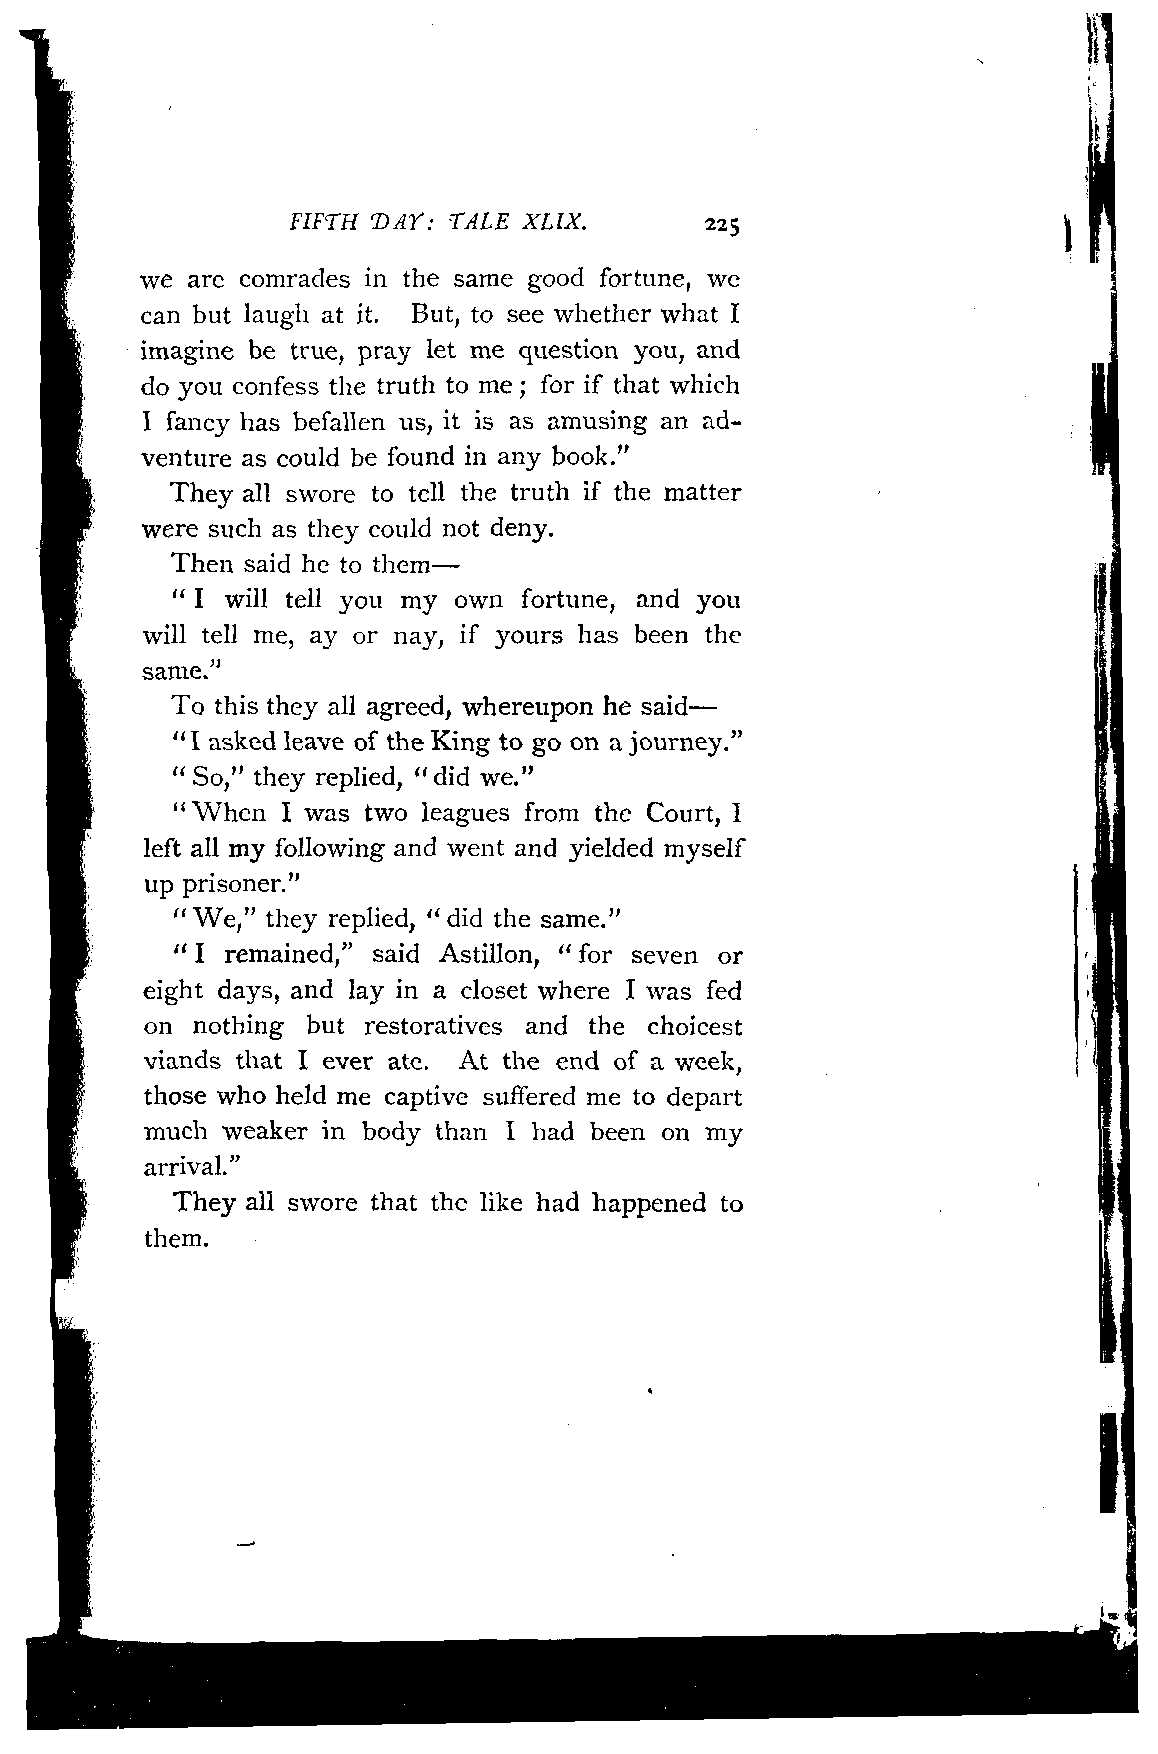 FIFTH DAY: TALE XLIX. 225
we are comrades in the same good fortune, we
can but laugh at it. But, to see whether what I
imagine be true, pray let me question you, and
do you confess the truth to me; for if that which
I fancy has befallen us, it is as amusing an ad-
venture as could be found in any book."
They all swore to tell the truth if the matter
were such as they could not deny.
Then said he to them—
"I will tell you my own fortune, and you
will tell me, ay or nay, if yours has been the
same."
To this they all agreed, whereupon he said—
"I asked leave of the King to go on a journey."
"So," they replied, "did we."
"When I was two leagues from the Court, I
left all my following and went and yielded myself
up prisoner."
"We," they replied, "did the same."
"I remained," said Astillon, "for seven or
eight days, and lay in a closet where I was fed
on nothing but restoratives and the choicest
viands that I ever ate. At the end of a week,
those who held me captive suffered me to depart
much weaker in body than I had been on my
arrival."
They all swore that the like had happened to
them.